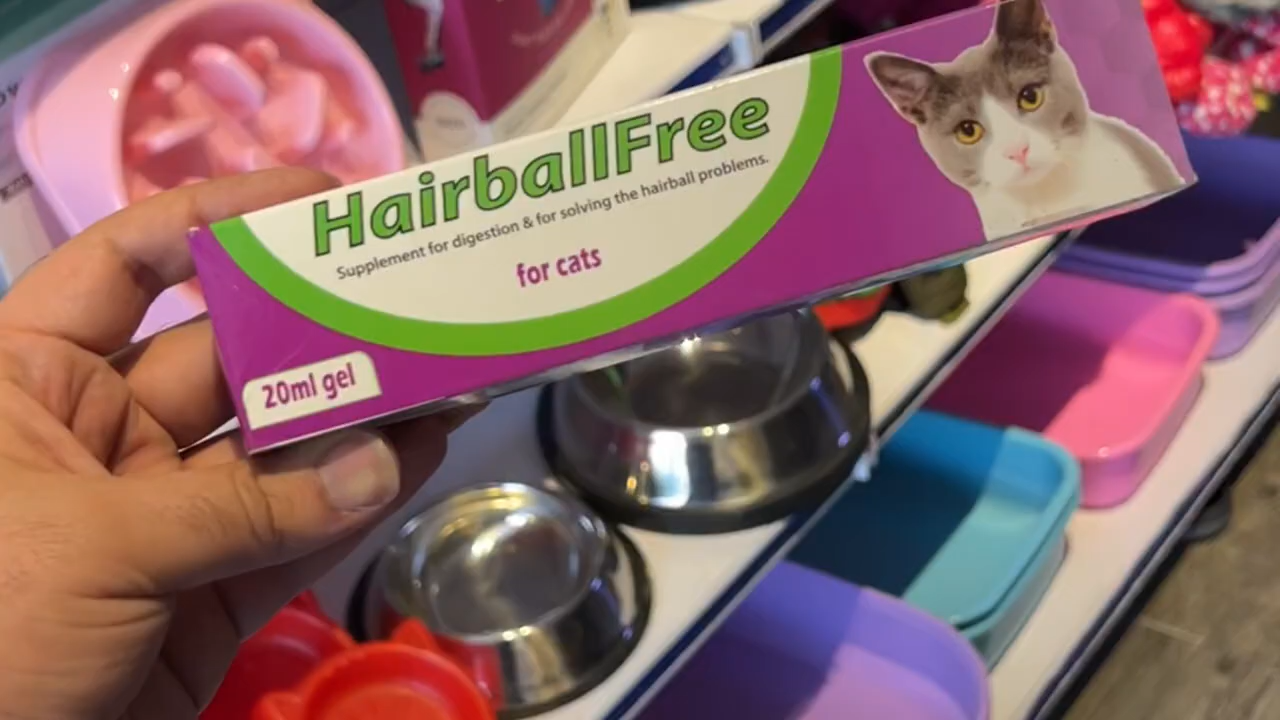 HairballFree
Supplement for digestion & for solving the hairball problems.
for cats
20ml gel